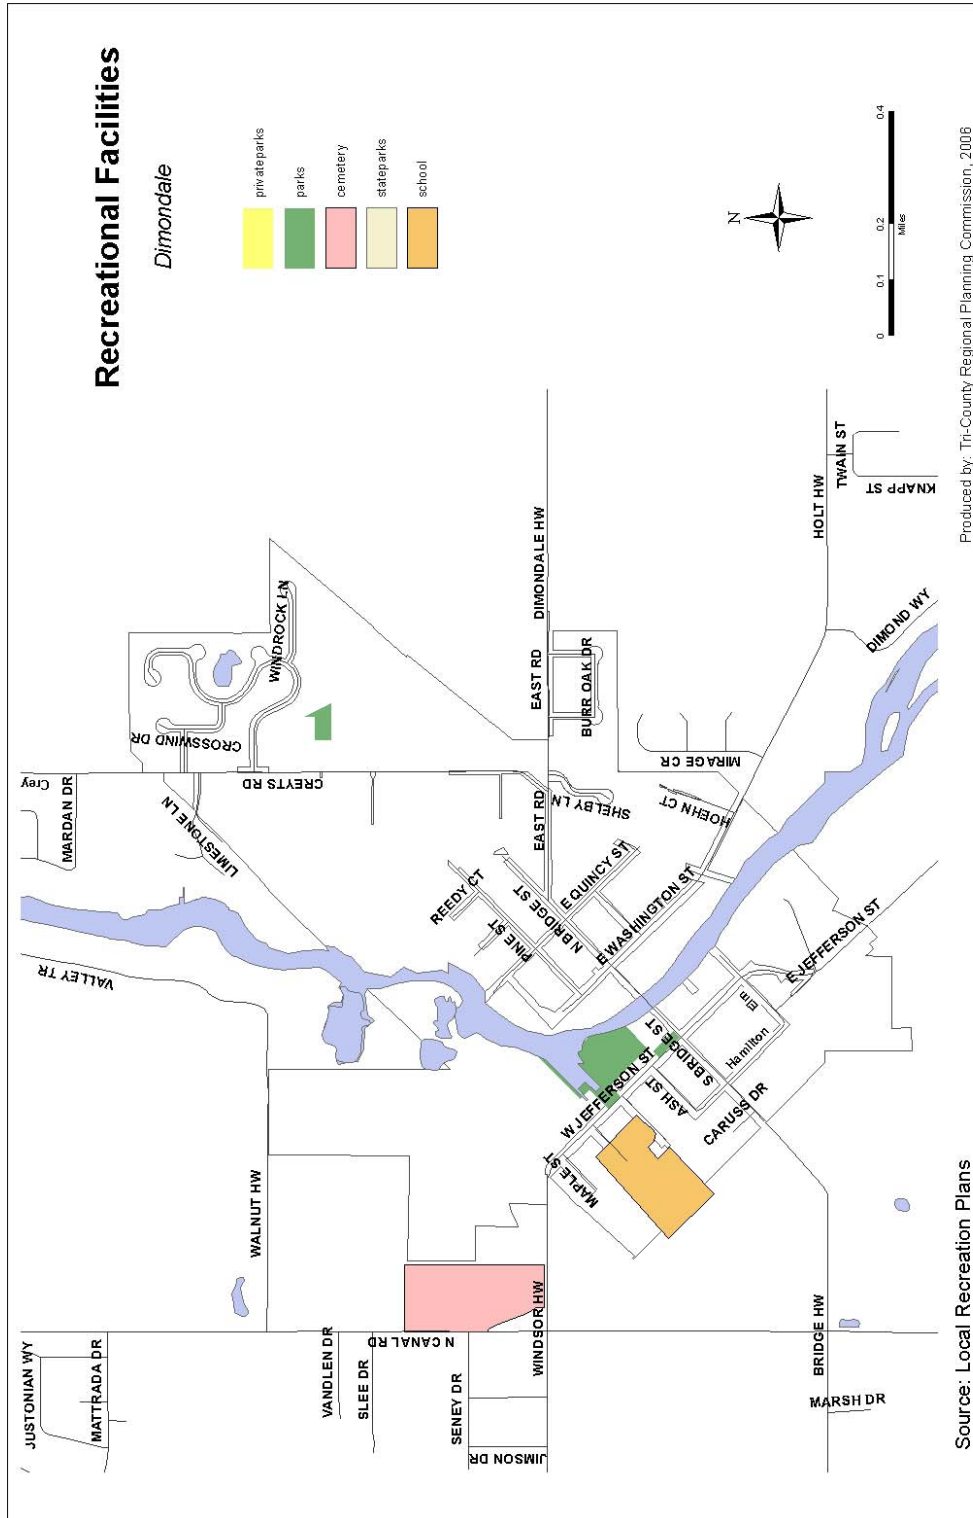 Recreational Facilities
Dimondale
privateparks
parks
cemetery
stateparks
school
N
0
0.1
0.2
0.4
Miles
JUSTONIAN WY
MATTRADA DR
VANDLEN DR
SLEE DR
SENEY DR
JIMSON DR
N CANAL RD
WALNUT HW
WINDSOR HW
BRIDGE HW
MARSH DR
VALLEY TR
MARDAN DR
Crey
LIMESTONE LN
CROSSWIND DR
WINDROCK LN
CREYTS RD
REEDY CT
PINE ST
N BRIDGE ST
EAST RD
E QUINCY ST
SHELBY LN
EAST RD
DIMONDALE HW
BURR OAK DR
MIRAGE CR
HOEHN CT
E WASHINGTON ST
W JEFFERSON ST
MAPLE ST
ASH ST
S BRIDGE ST
CARUSS DR
Hamilton
Elm
E JEFFERSON ST
HOLT HW
TWAIN ST
KNAPP ST
DIMOND WY
Source: Local Recreation Plans
Produced by: Tri-County Regional Planning Commission, 2006